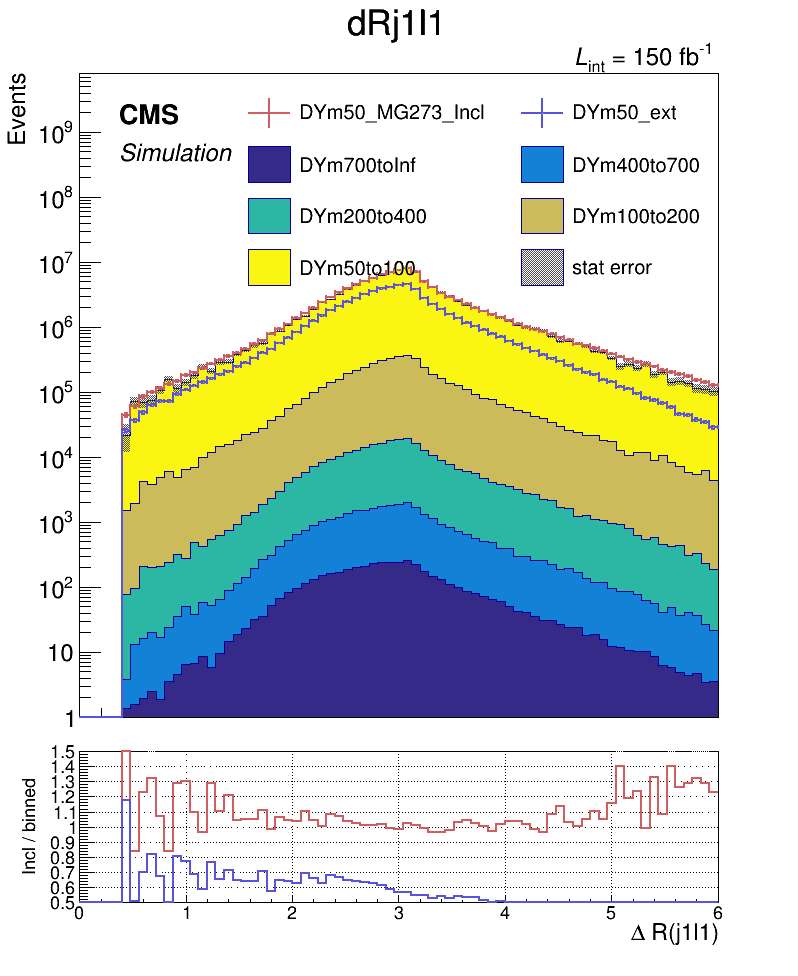 dRj1l1
L_int = 150 fb^-1
Events
CMS
Simulation
DYm50_MG273_Incl
DYm50_ext
DYm700toInf
DYm400to700
DYm200to400
DYm100to200
DYm50to100
stat error
10^9
10^8
10^7
10^6
10^5
10^4
10^3
10^2
10
1
Incl / binned
1.5
1.4
1.3
1.2
1.1
1
0.9
0.8
0.7
0.6
0.5
0 1 2 3 4 5 6
Δ R(j1l1)